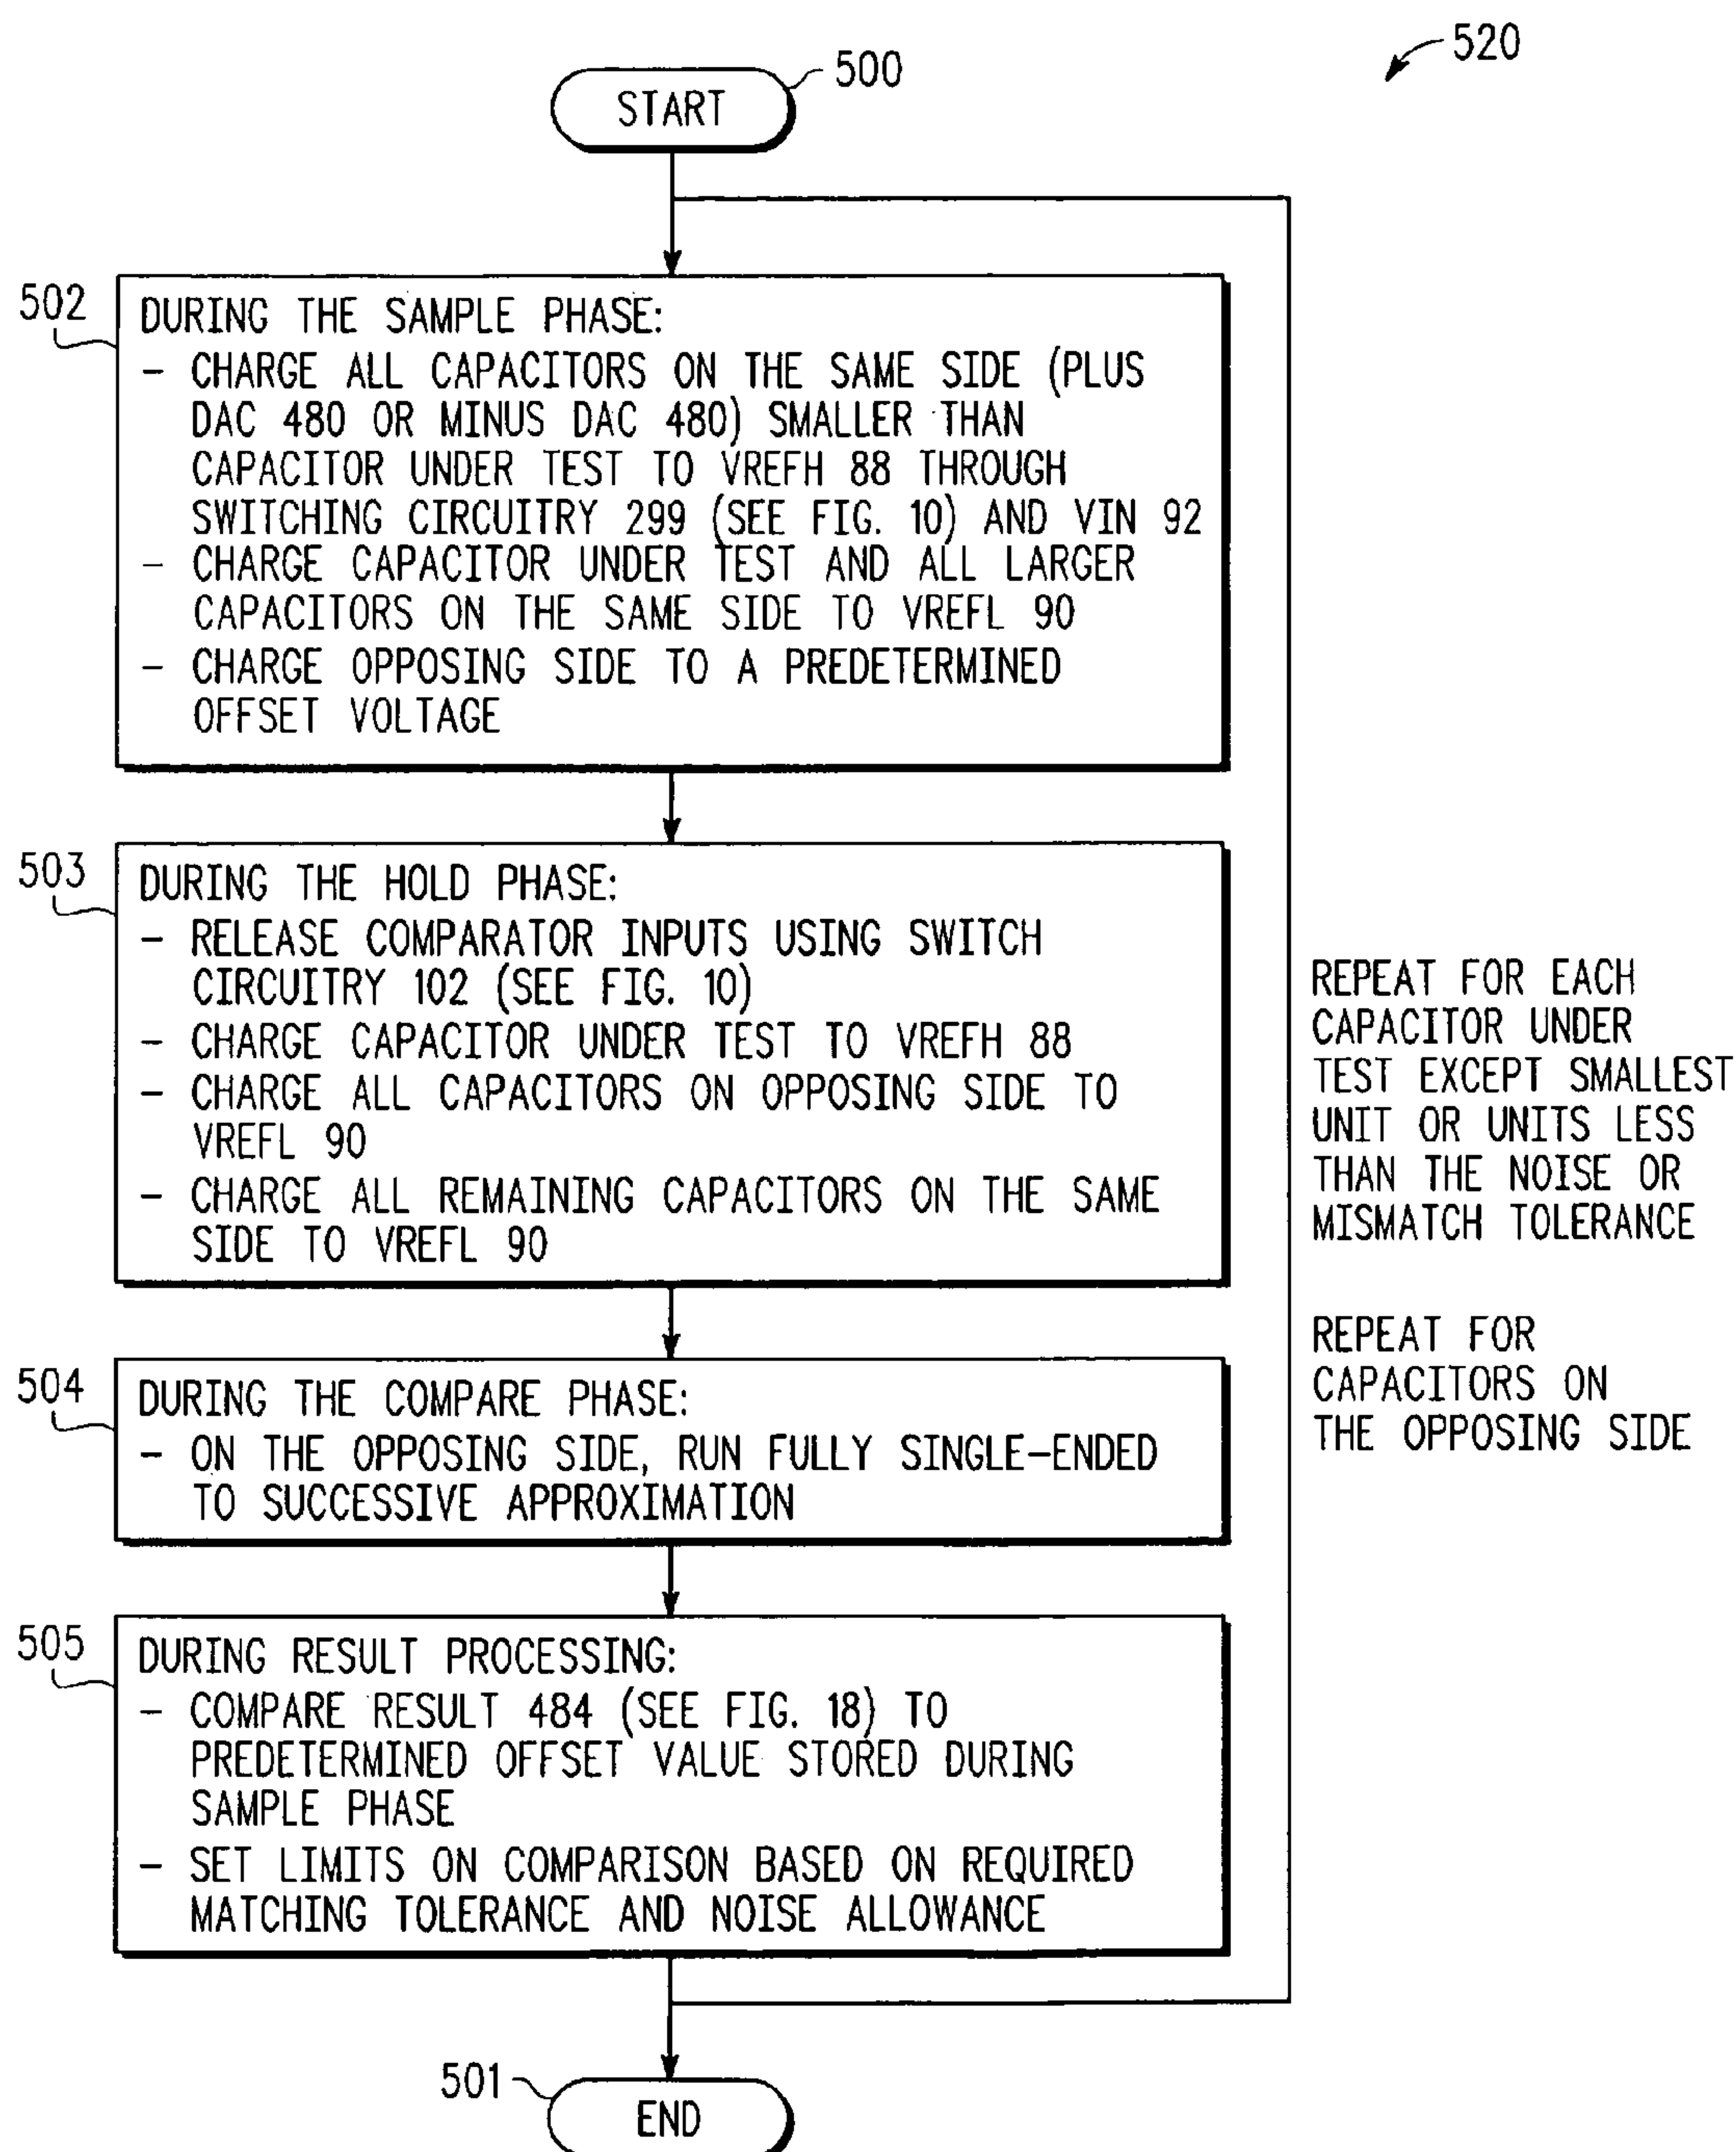 520
500
START
502
DURING THE SAMPLE PHASE:
- CHARGE ALL CAPACITORS ON THE SAME SIDE (PLUS
DAC 480 OR MINUS DAC 480) SMALLER THAN
CAPACITOR UNDER TEST TO VREFH 88 THROUGH
SWITCHING CIRCUITRY 299 (SEE FIG. 10) AND VIN 92
- CHARGE CAPACITOR UNDER TEST AND ALL LARGER
CAPACITORS ON THE SAME SIDE TO VREFL 90
- CHARGE OPPOSING SIDE TO A PREDETERMINED
OFFSET VOLTAGE
503
DURING THE HOLD PHASE:
- RELEASE COMPARATOR INPUTS USING SWITCH
CIRCUITRY 102 (SEE FIG. 10)
- CHARGE CAPACITOR UNDER TEST TO VREFH 88
- CHARGE ALL CAPACITORS ON OPPOSING SIDE TO
VREFL 90
- CHARGE ALL REMAINING CAPACITORS ON THE SAME
SIDE TO VREFL 90
504
DURING THE COMPARE PHASE:
- ON THE OPPOSING SIDE, RUN FULLY SINGLE-ENDED
TO SUCCESSIVE APPROXIMATION
505
DURING RESULT PROCESSING:
- COMPARE RESULT 484 (SEE FIG. 18) TO
PREDETERMINED OFFSET VALUE STORED DURING
SAMPLE PHASE
- SET LIMITS ON COMPARISON BASED ON REQUIRED
MATCHING TOLERANCE AND NOISE ALLOWANCE
REPEAT FOR EACH
CAPACITOR UNDER
TEST EXCEPT SMALLEST
UNIT OR UNITS LESS
THAN THE NOISE OR
MISMATCH TOLERANCE
REPEAT FOR
CAPACITORS ON
THE OPPOSING SIDE
501
END